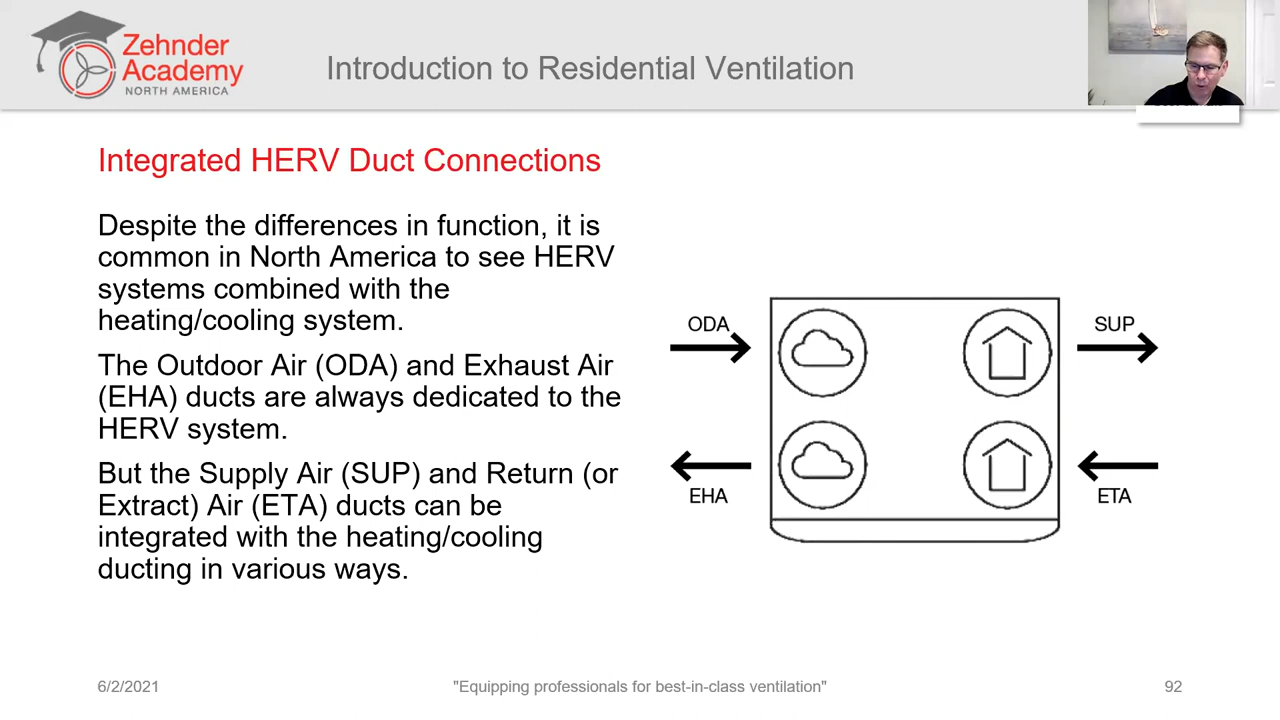 Zehnder
Academy
NORTH AMERICA
Introduction to Residential Ventilation
Integrated HERV Duct Connections
Despite the differences in function, it is
common in North America to see HERV
systems combined with the
heating/cooling system.
The Outdoor Air (ODA) and Exhaust Air
(EHA) ducts are always dedicated to the
HERV system.
But the Supply Air (SUP) and Return (or
Extract) Air (ETA) ducts can be
integrated with the heating/cooling
ducting in various ways.
ODA
SUP
EHA
ETA
6/2/2021
"Equipping professionals for best-in-class ventilation"
92